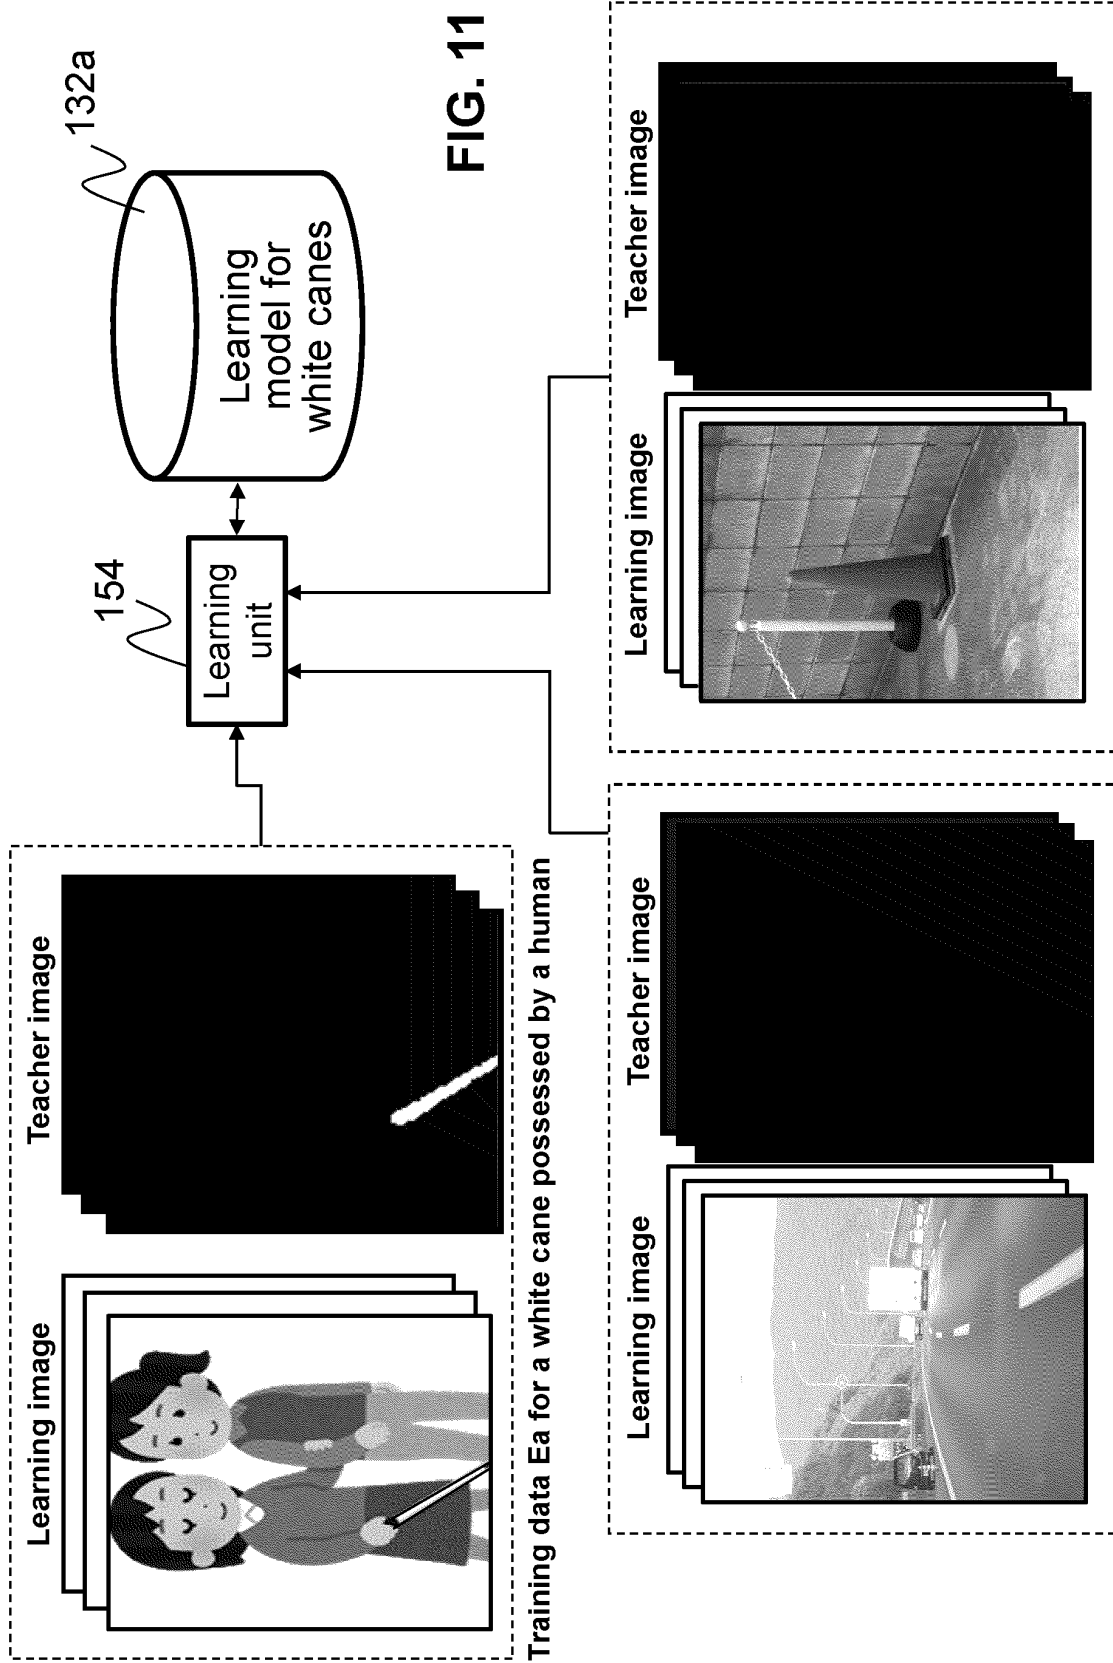 Learning image
Teacher image
Training data Ea for a white cane possessed by a human
154
Learning
unit
132a
Learning
model for
white canes
FIG. 11
Learning image
Teacher image
Learning image
Teacher image